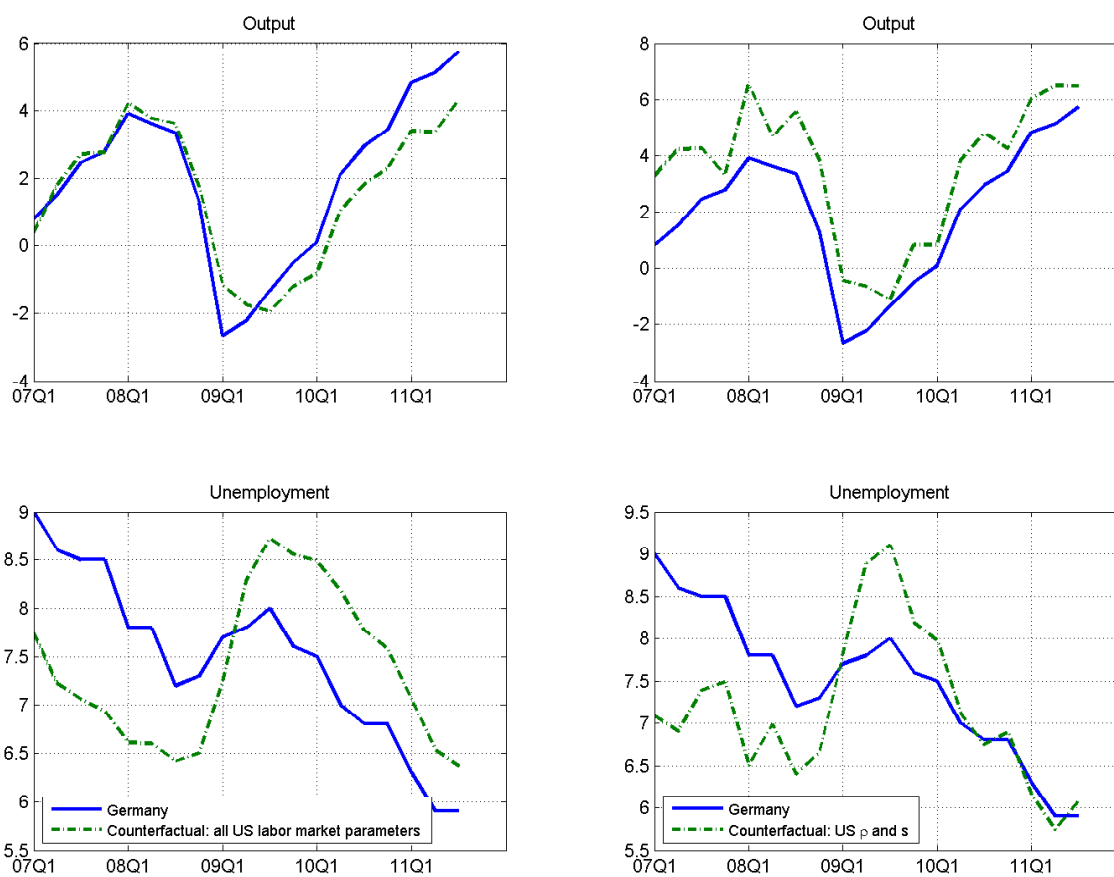 Output
6
4
2
0
-2
-4
07Q1 08Q1 09Q1 10Q1 11Q1
Output
8
6
4
2
0
-2
-4
07Q1 08Q1 09Q1 10Q1 11Q1
Unemployment
9
8.5
8
7.5
7
6.5
6
5.5
Germany
Counterfactual: all US labor market parameters
07Q1 08Q1 09Q1 10Q1 11Q1
Unemployment
9.5
9
8.5
8
7.5
7
6.5
6
5.5
Germany
Counterfactual: US ρ and s
07Q1 08Q1 09Q1 10Q1 11Q1